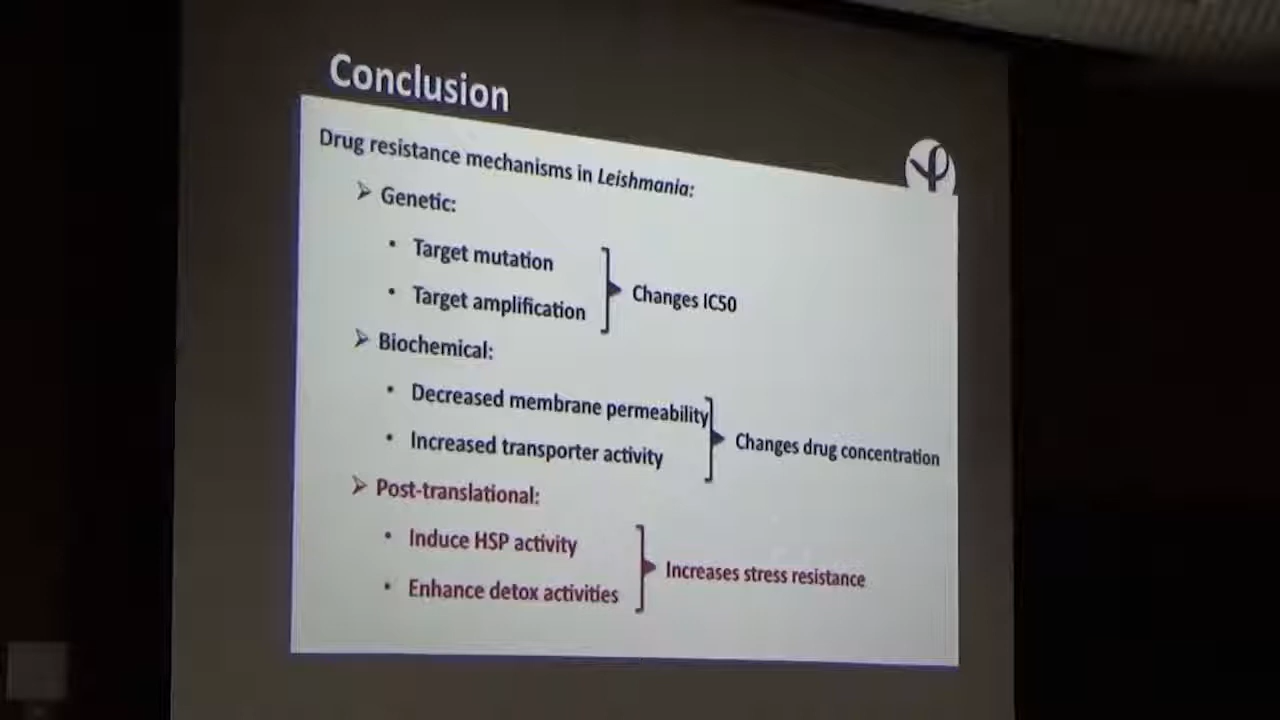 Conclusion
Drug resistance mechanisms in Leishmania:
Genetic:
Target mutation
Target amplification
Changes IC50
Biochemical:
Decreased membrane permeability
Increased transporter activity
Changes drug concentration
Post-translational:
Induce HSP activity
Enhance detox activities
Increases stress resistance